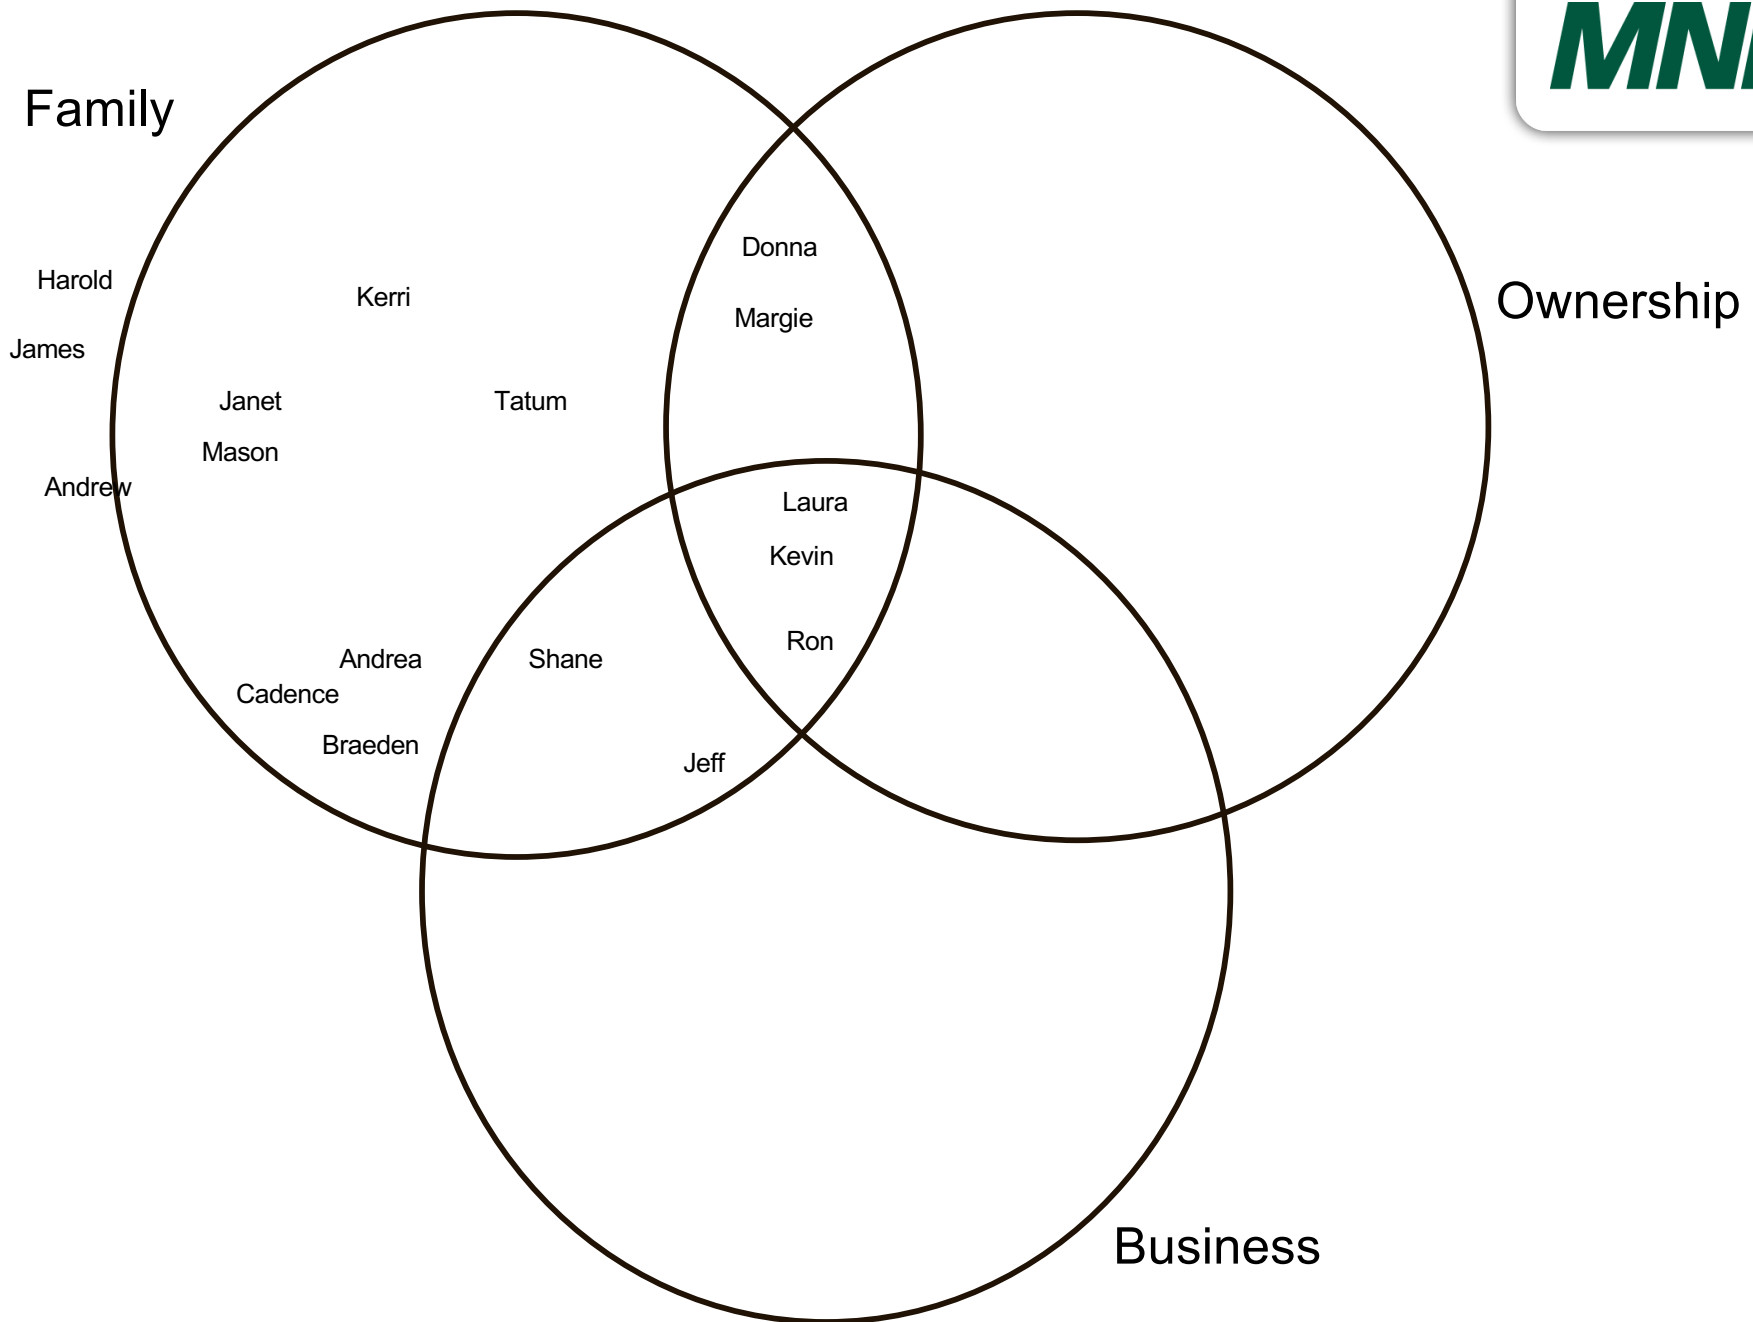 Family
Donna
Harold
Kerri
Ownership
Margie
James
Janet
Tatum
Mason
Andrew
Laura
Kevin
Ron
Andrea
Shane
Cadence
Braeden
Jeff
Business